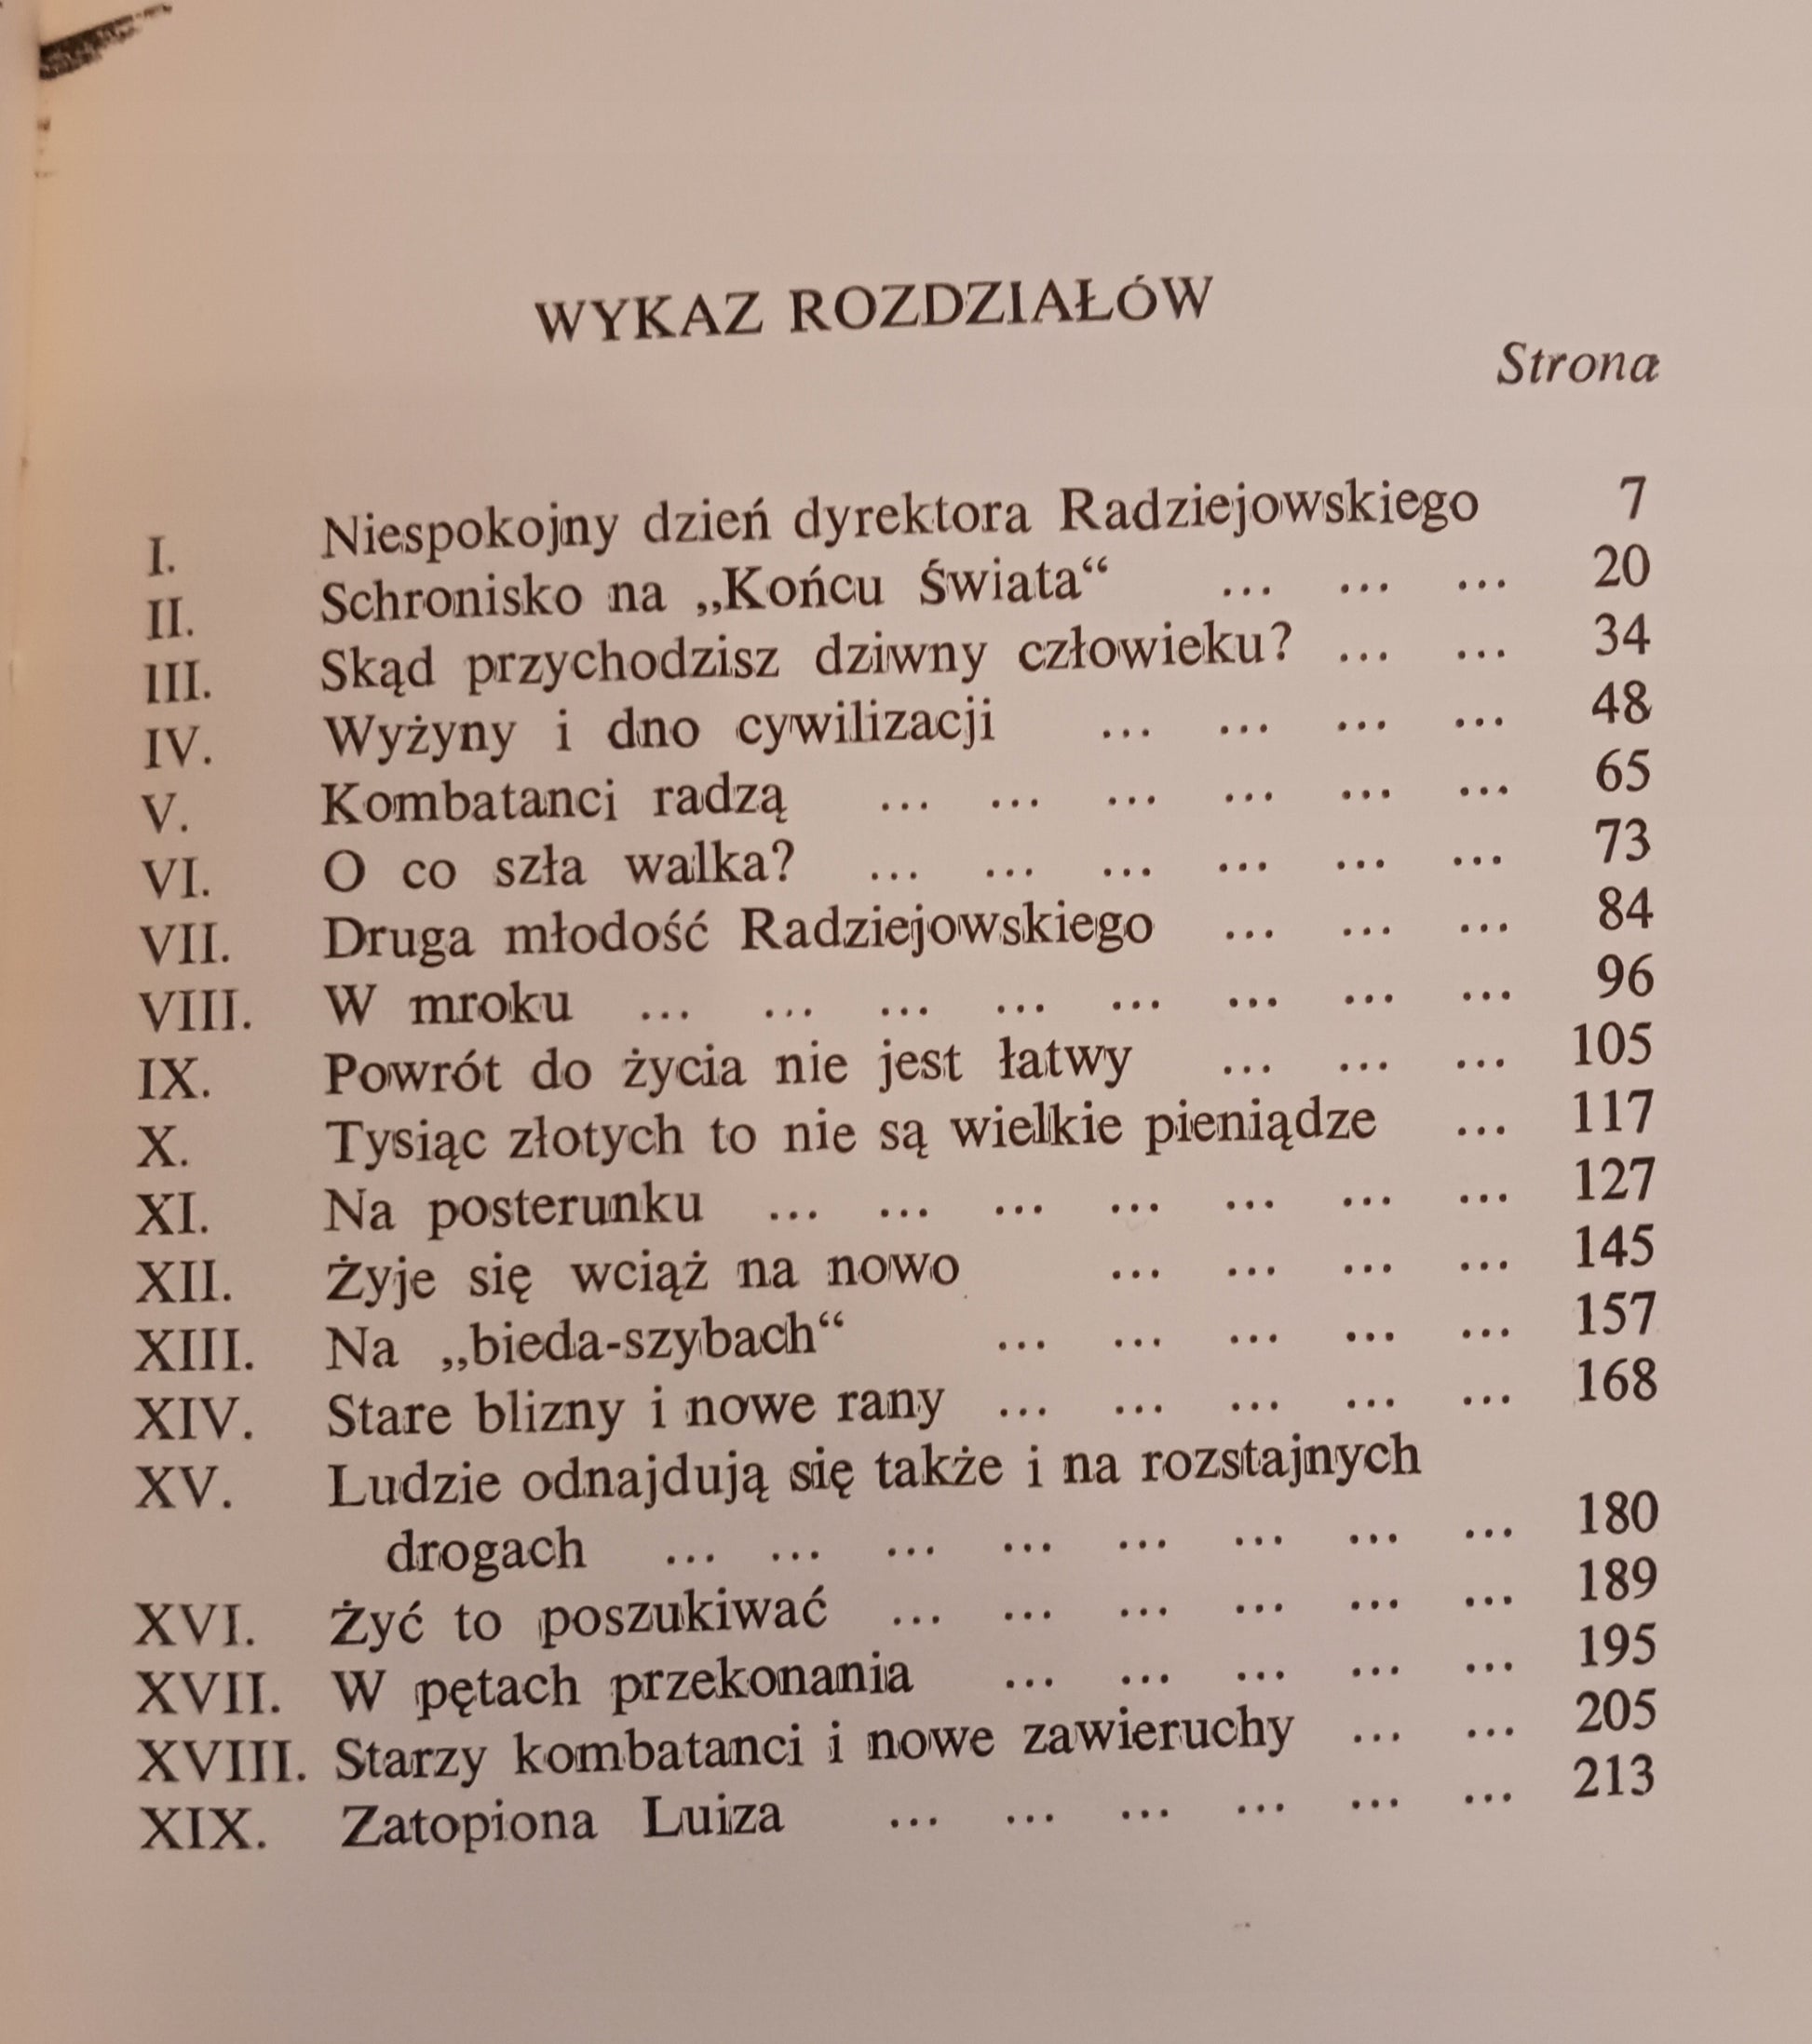 WYKAZ ROZDZIAŁÓW
Strona
I. Niespokojny dzień dyrektora Radziejowskiego 7
II. Schronisko na „Końcu Świata“ ... ... ... 20
III. Skąd przychodzisz dziwny człowieku? ... ... 34
IV. Wyżyny i dno cywilizacji ... ... ... ... 48
V. Kombatanci radzą ... ... ... ... ... ... 65
VI. O co szła walka? ... ... ... ... ... ... 73
VII. Druga młodość Radziejowskiego ... ... ... 84
VIII. W mroku ... ... ... ... ... ... ... ... 96
IX. Powrót do życia nie jest łatwy ... ... ... 105
X. Tysiąc złotych to nie są wielkie pieniądze ... 117
XI. Na posterunku ... ... ... ... ... ... ... 127
XII. Żyje się wciąż na nowo ... ... ... ... 145
XIII. Na „bieda-szybach“ ... ... ... ... ... 157
XIV. Stare blizny i nowe rany ... ... ... ... ... 168
XV. Ludzie odnajdują się także i na rozstajnych
drogach ... ... ... ... ... ... ... ... 180
XVI. Żyć to poszukiwać ... ... ... ... ... ... 189
XVII. W pętach przekonania ... ... ... ... ... 195
XVIII. Starzy kombatanci i nowe zawieruchy ... ... 205
XIX. Zatopiona Luiza ... ... ... ... ... ... 213